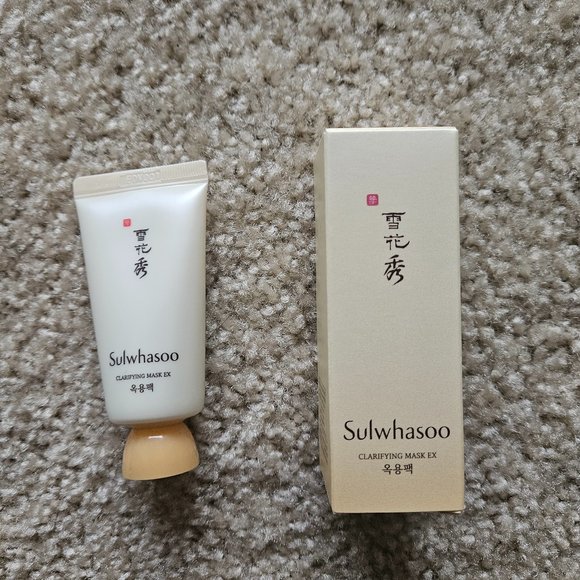 雪
花
秀
Sulwhasoo
CLARIFYING MASK EX
옥용팩
雪
花
秀
Sulwhasoo
CLARIFYING MASK EX
옥용팩